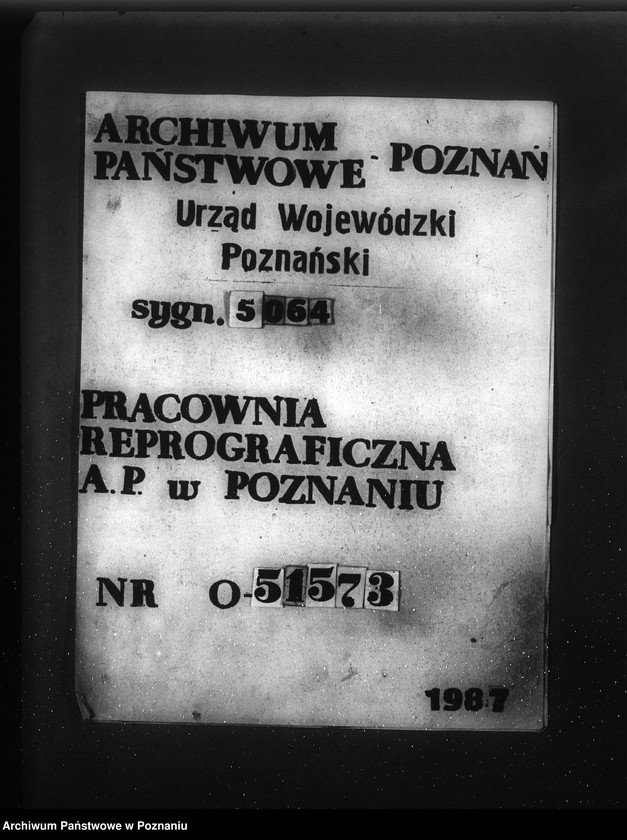 ARCHIWUM
PAŃSTWOWE - POZNAŃ
Urząd Wojewódzki
Poznański
sygn. 5064
PRACOWNIA
REPROGRAFICZNA
A.P. w POZNANIU
NR O-51573
1987
Archiwum Państwowe w Poznaniu